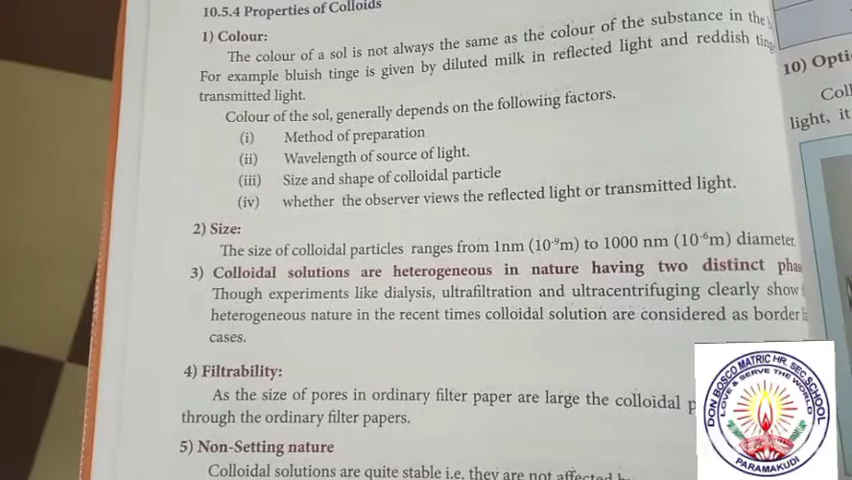 10.5.4 Properties of Colloids
1) Colour:
The colour of a sol is not always the same as the colour of the substance in the
For example bluish tinge is given by diluted milk in reflected light and reddish
transmitted light.
Colour of the sol, generally depends on the following factors.
(i) Method of preparation
(ii) Wavelength of source of light.
(iii) Size and shape of colloidal particle
(iv) whether the observer views the reflected light or transmitted light.
2) Size:
The size of colloidal particles ranges from 1nm (10⁻⁹m) to 1000 nm (10⁻⁶m) diameter.
3) Colloidal solutions are heterogeneous in nature having two distinct
Though experiments like dialysis, ultrafiltration and ultracentrifuging clearly show
heterogeneous nature in the recent times colloidal solution are considered as border
cases.
4) Filtrability:
As the size of pores in ordinary filter paper are large the colloidal
through the ordinary filter papers.
5) Non-Setting nature
Colloidal solutions are quite stable i.e. they are not affected
10) Opti
Coll
light, it
DON BOSCO MATRIC HR. SEC SCHOOL
LOVE & SERVE THE WORLD
PARAMAKUDI